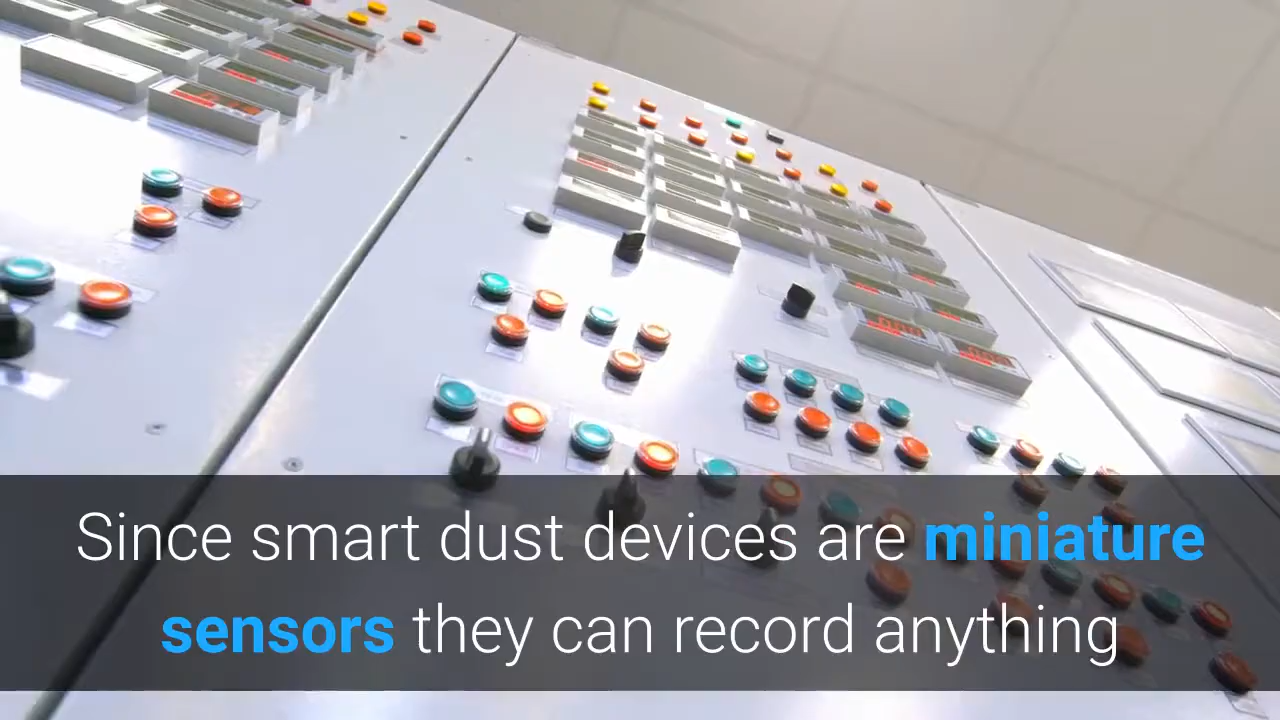 Since smart dust devices are miniature
sensors they can record anything